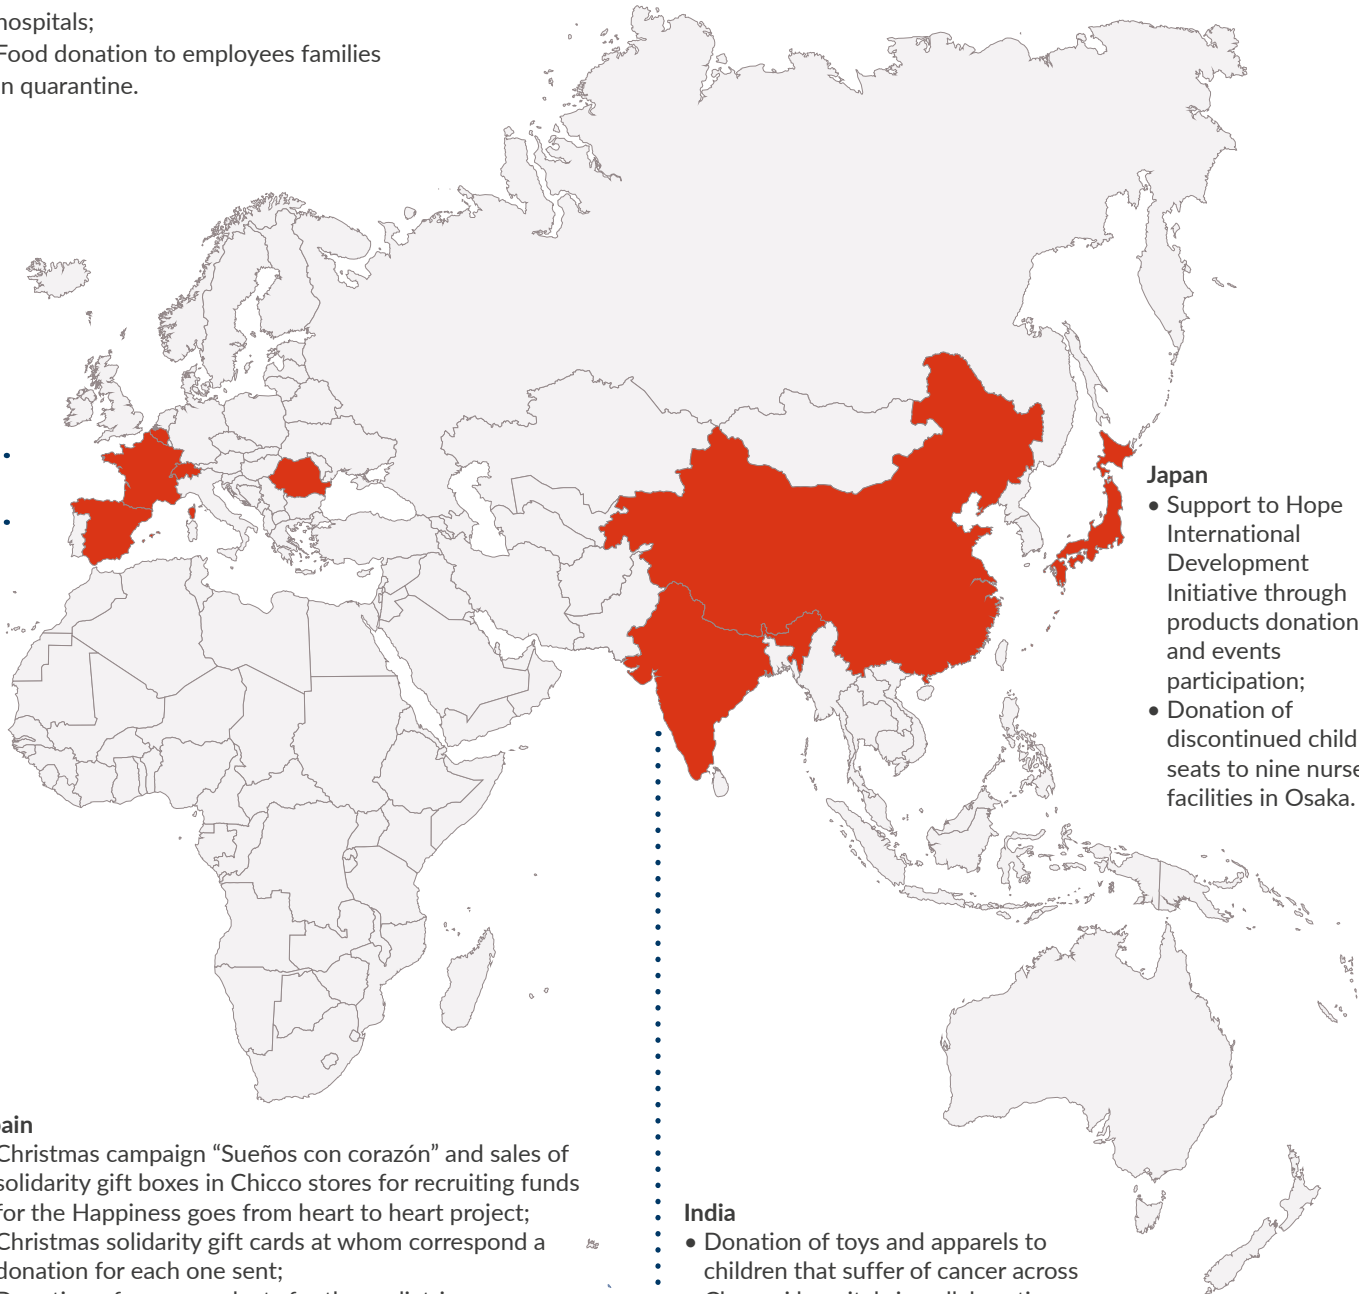 hospitals;
Food donation to employees families
in quarantine.
Japan
• Support to Hope
International
Development
Initiative through
products donation
and events
participation;
• Donation of
discontinued child
seats to nine
facilities in Osaka.
Christmas campaign “Sueños con corazón” and sales of
solidarity gift boxes in Chicco stores for recruiting funds
for the Happiness goes from heart to heart project;
Christmas solidarity gift cards at whom correspond a
donation for each one sent;
India
• Donation of toys and apparels to
children that suffer of cancer across